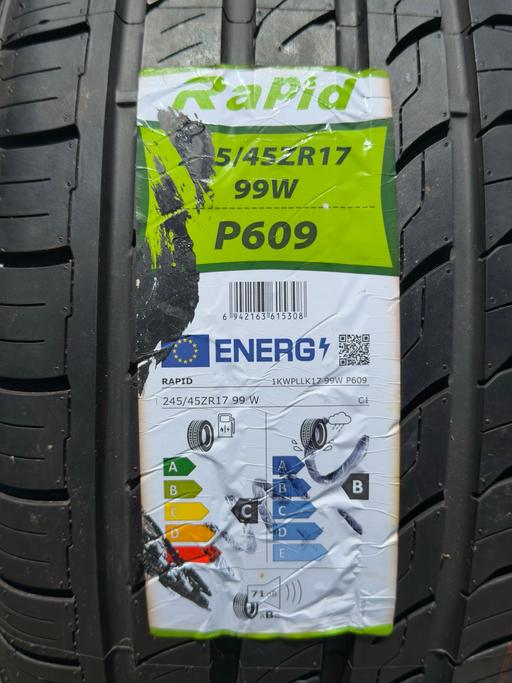 Rapid
5/45ZR17
99W
P609
6 942163 615308
ENERG
RAPID 1KWPLLK17 99W P609
245/45ZR17 99 W C1
A A
B B B
C C C
D D
E
71 dB